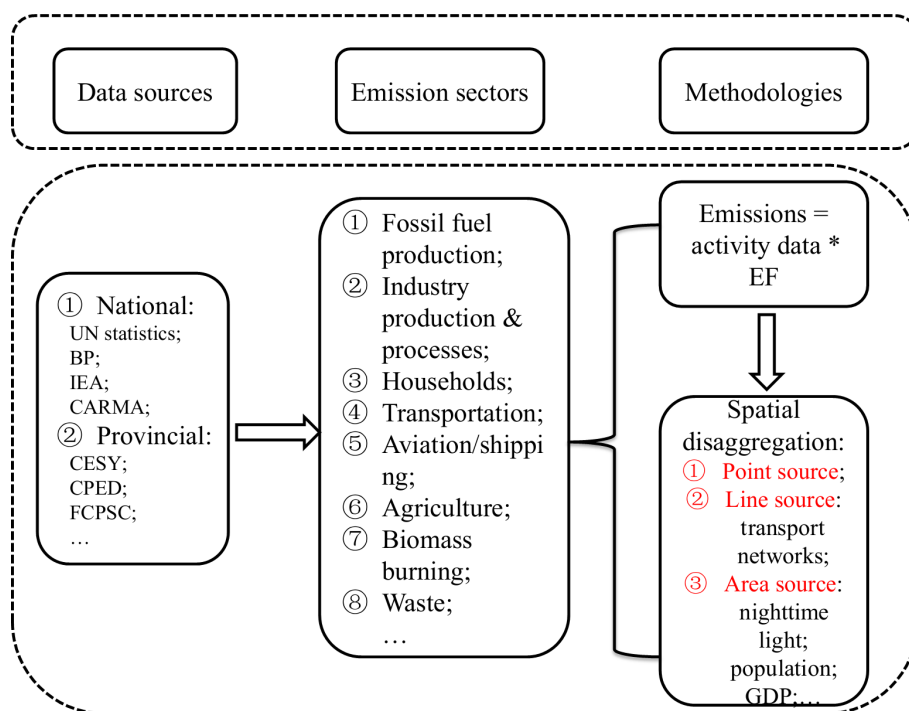 Data sources
Emission sectors
Methodologies
① National:
UN statistics;
BP;
IEA;
CARMA;
② Provincial:
CESY;
CPED;
FCPSC;
…
① Fossil fuel
production;
② Industry
production &
processes;
③ Households;
④ Transportation;
⑤ Aviation/shippi
ng;
⑥ Agriculture;
⑦ Biomass
burning;
⑧ Waste;
…
Emissions =
activity data *
EF
Spatial
disaggregation:
① Point source;
② Line source:
transport
networks;
③ Area source:
nighttime
light;
population;
GDP;…